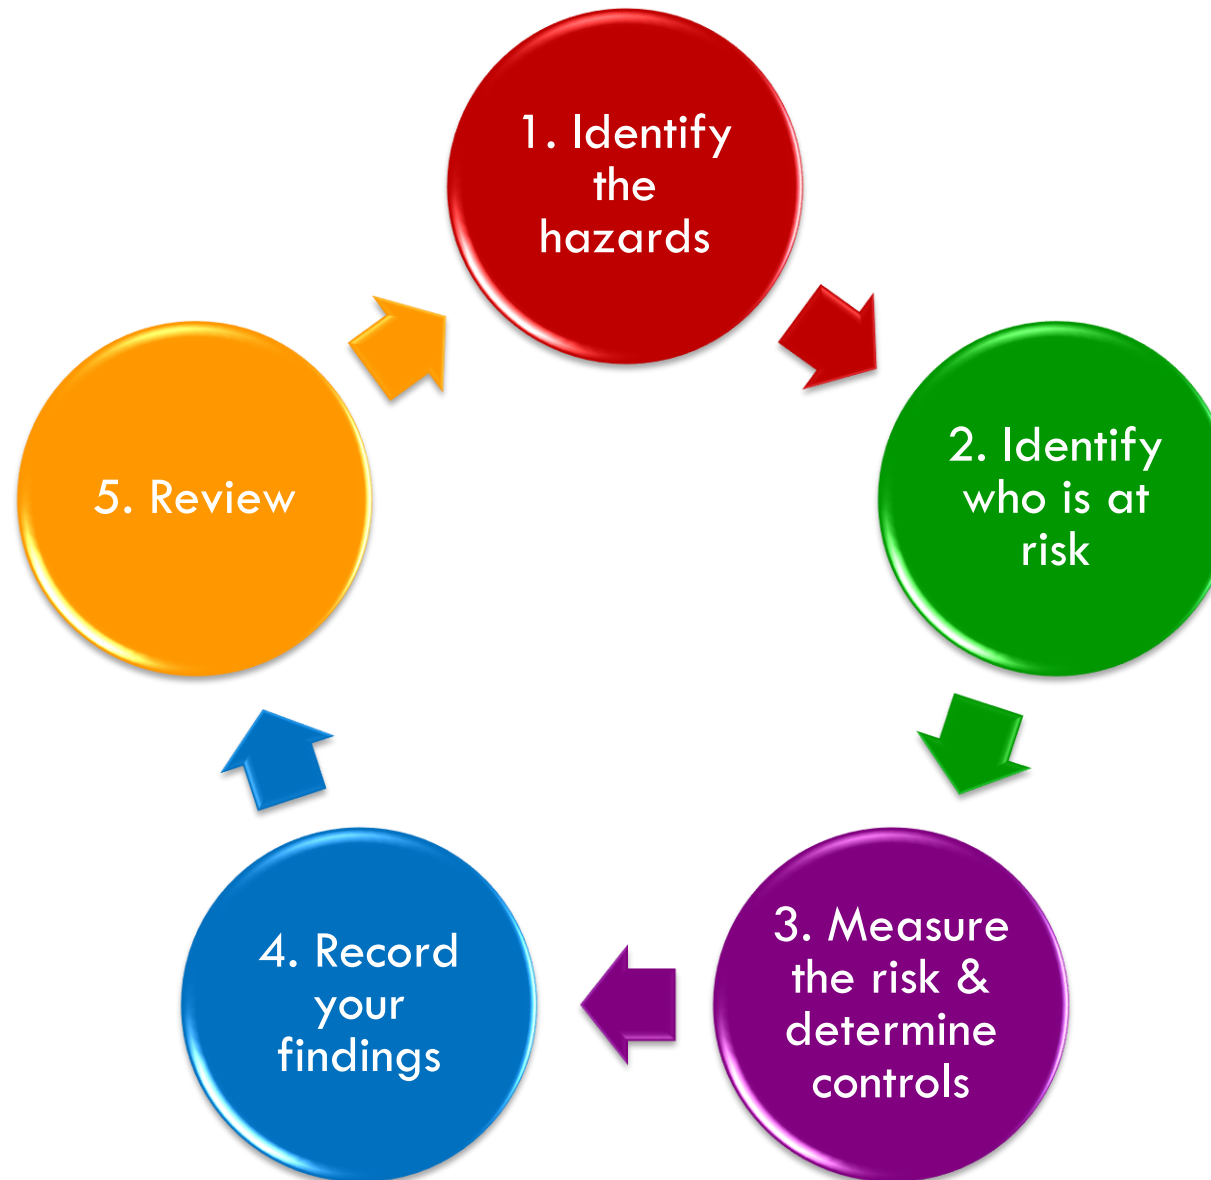 1. Identify
the
hazards
2. Identify
who is at
risk
3. Measure
the risk &
determine
controls
4. Record
your
findings
5. Review